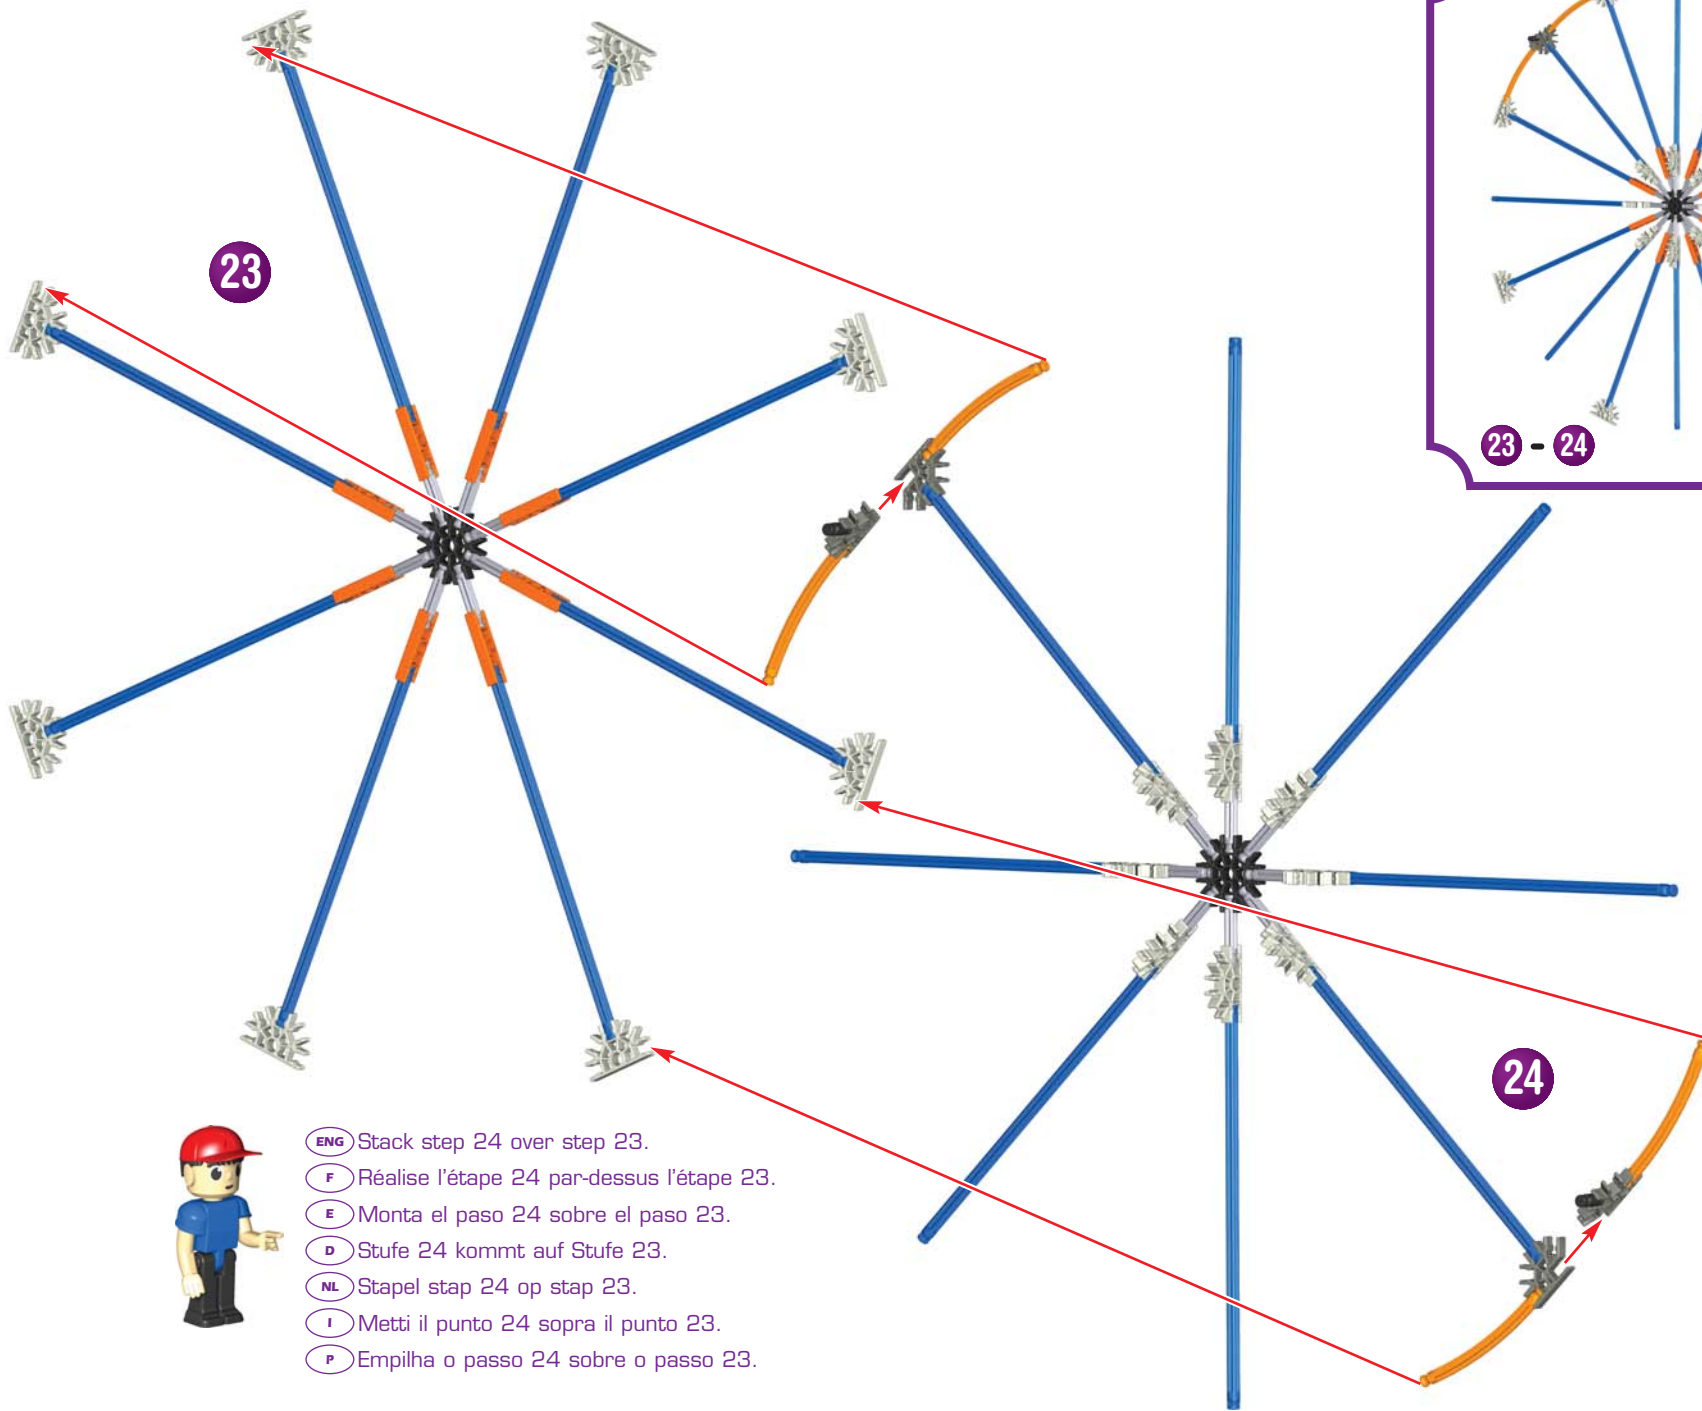 23
23 - 24
24
ENG Stack step 24 over step 23.
F Réalise l'étape 24 par-dessus l'étape 23.
E Monta el paso 24 sobre el paso 23.
D Stufe 24 kommt auf Stufe 23.
NL Stapel stap 24 op stap 23.
I Metti il punto 24 sopra il punto 23.
P Empilha o passo 24 sobre o passo 23.